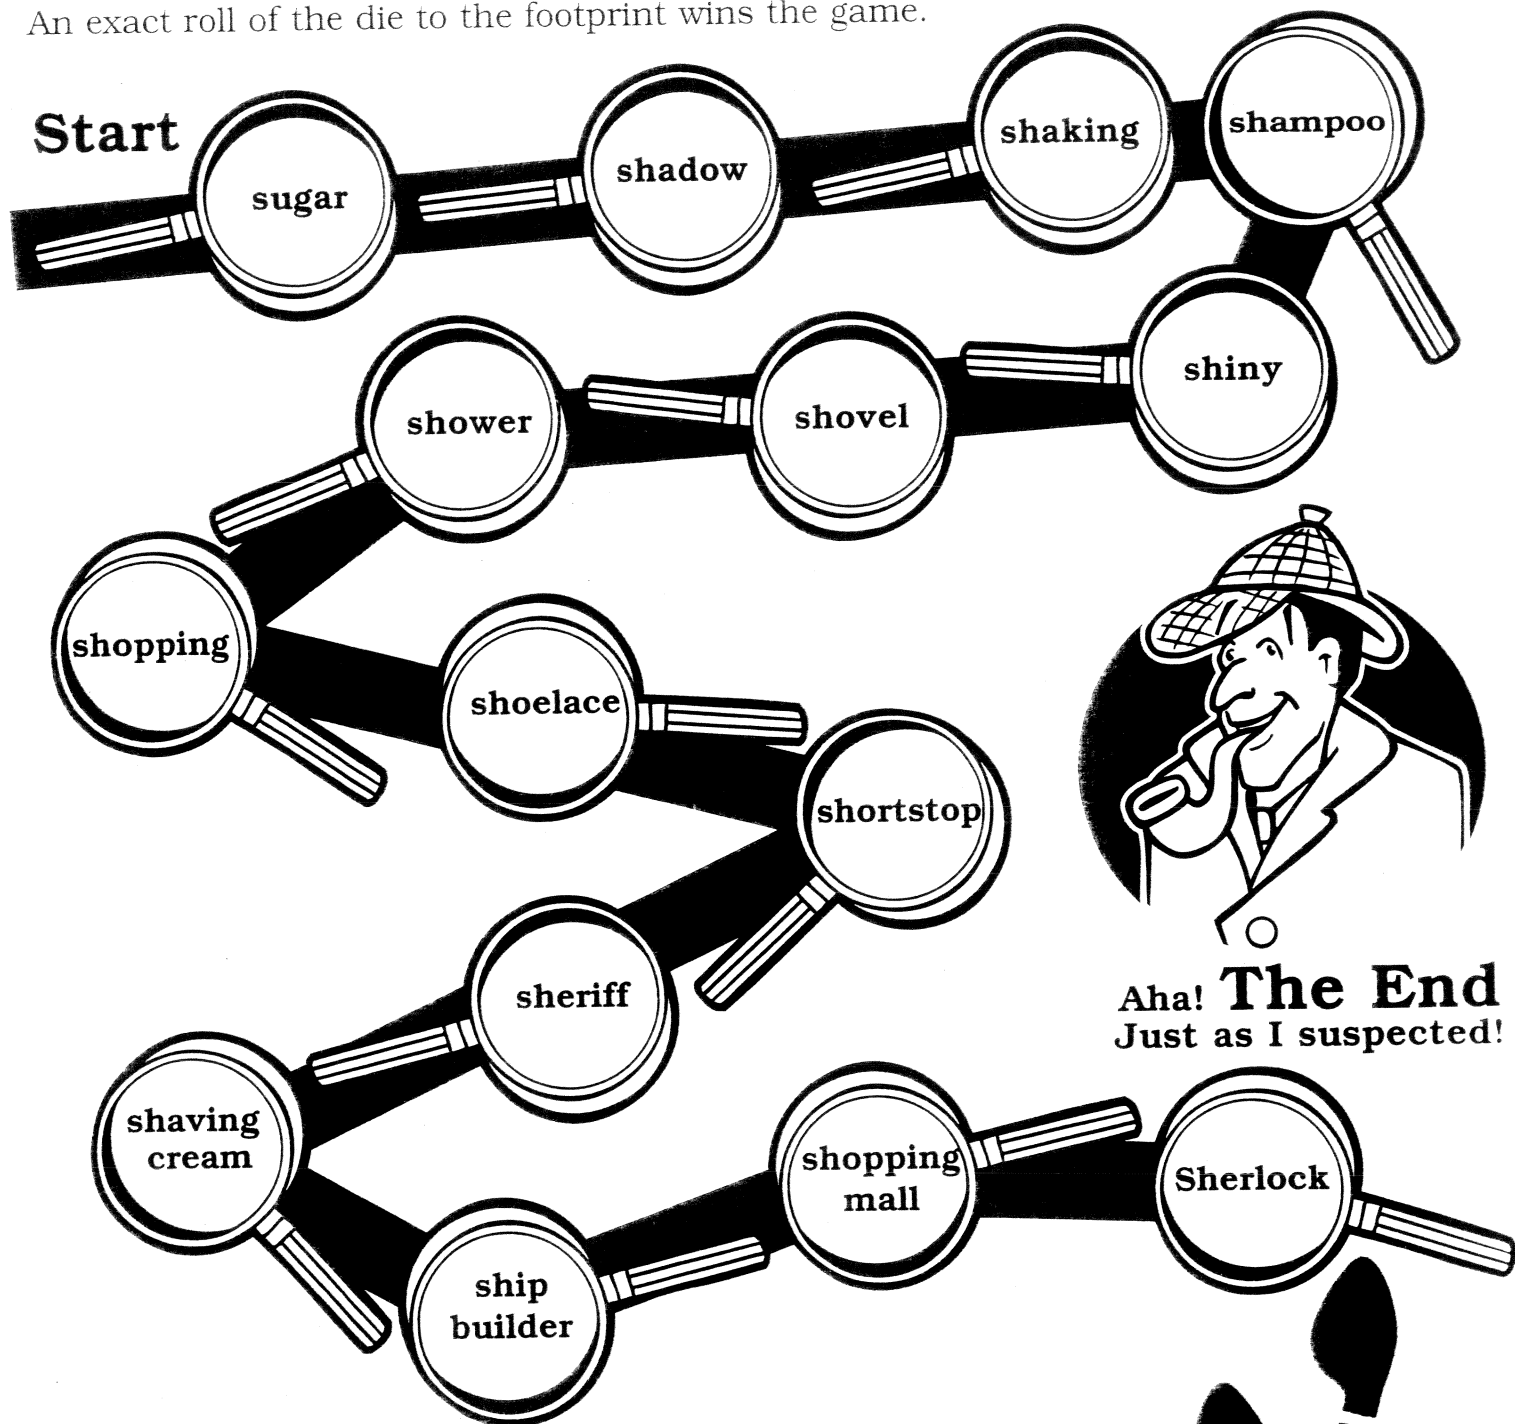 An exact roll of the die to the footprint wins the game.
Start
sugar
shadow
shaking
shampoo
shiny
shovel
shower
shopping
shoelace
shortstop
sheriff
shaving
cream
ship
builder
shopping
mall
Sherlock
Aha! The End
Just as I suspected!